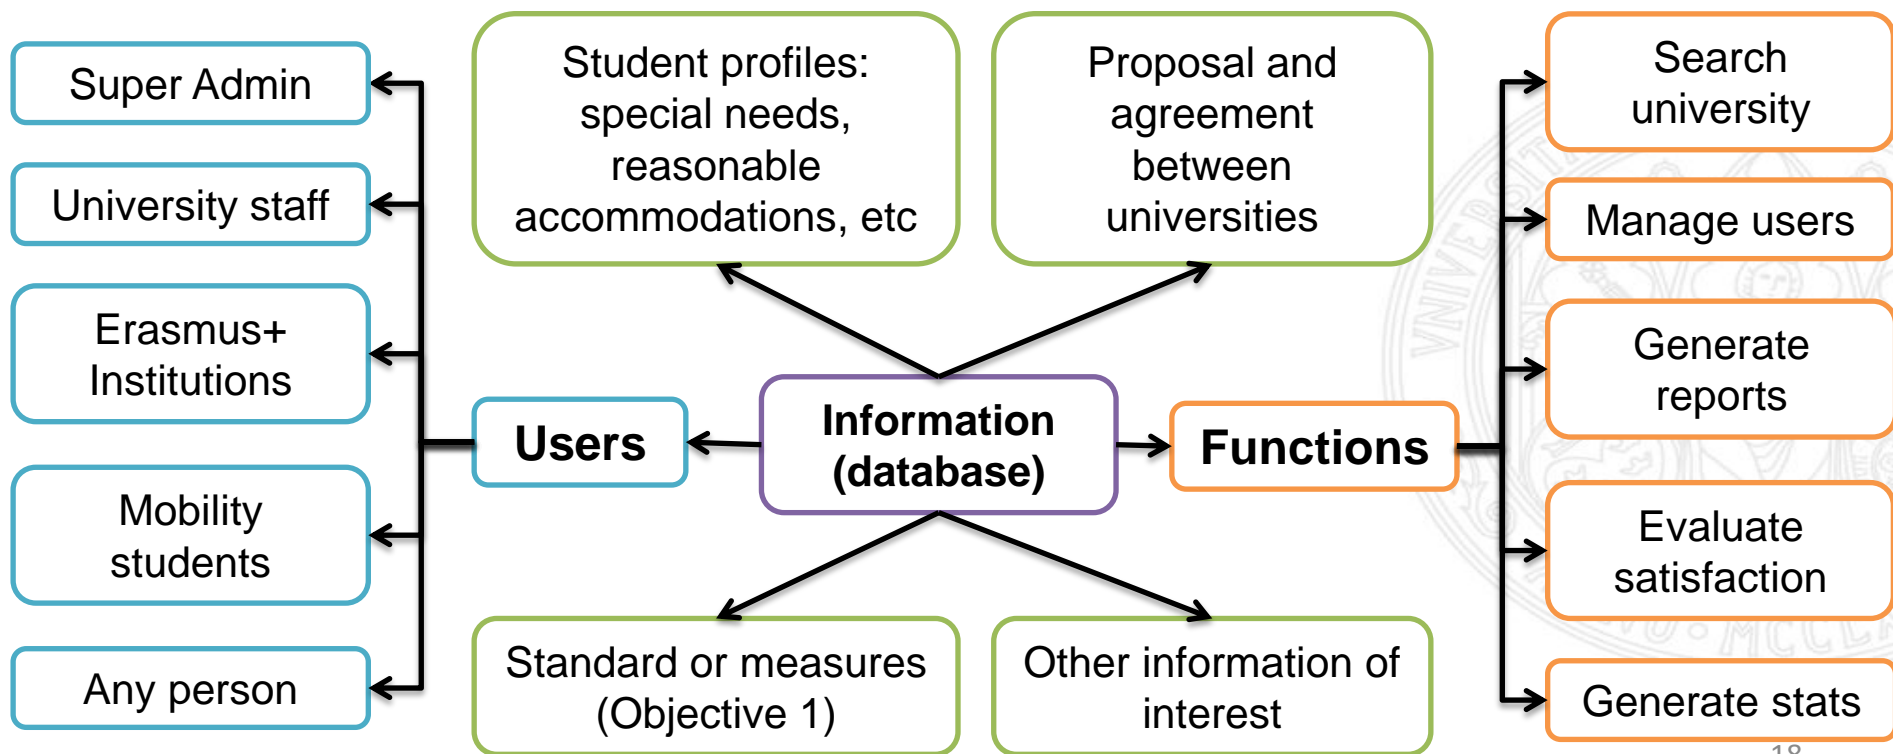 Super Admin
University staff
Erasmus+
Institutions
Mobility
students
Any person
Users
Student profiles:
special needs,
reasonable
accommodations, etc
Proposal and
agreement
between
universities
Information
(database)
Standard or measures
(Objective 1)
Other information of
interest
Functions
Search
university
Manage users
Generate
reports
Evaluate
satisfaction
Generate stats
18